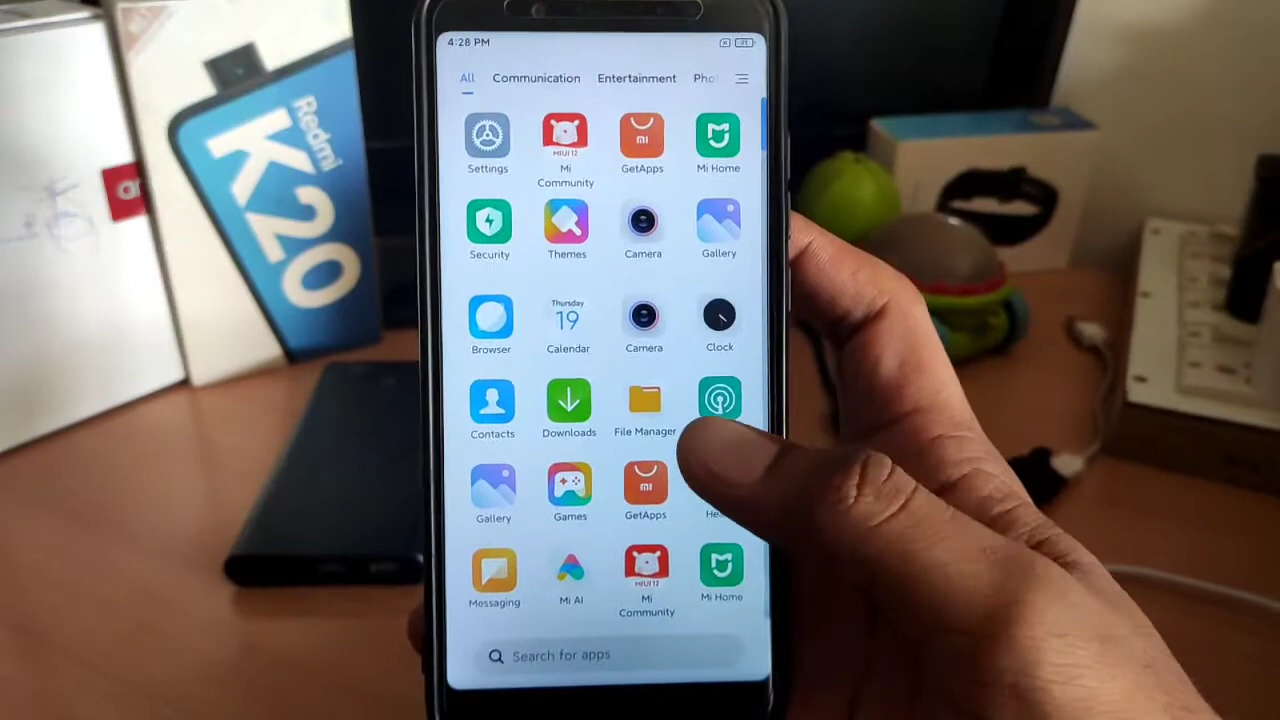 4:28 PM
All Communication Entertainment Pho
MIUI 12
mi
Settings Mi Community GetApps Mi Home
Security Themes Camera Gallery
Thursday
19
Browser Calendar Camera Clock
Contacts Downloads File Manager
mi
Gallery Games GetApps He
MIUI 12
Messaging Mi AI Mi Community Mi Home
Search for apps
Redmi
K20